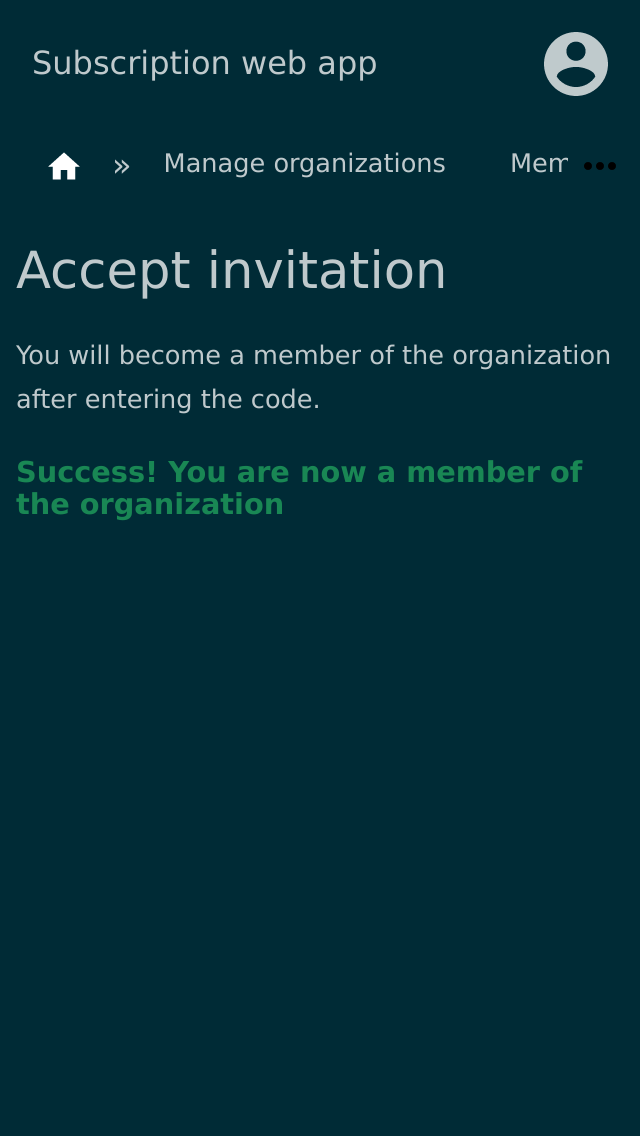 Subscription web app
» Manage organizations Mem
Accept invitation
You will become a member of the organization
after entering the code.
Success! You are now a member of
the organization